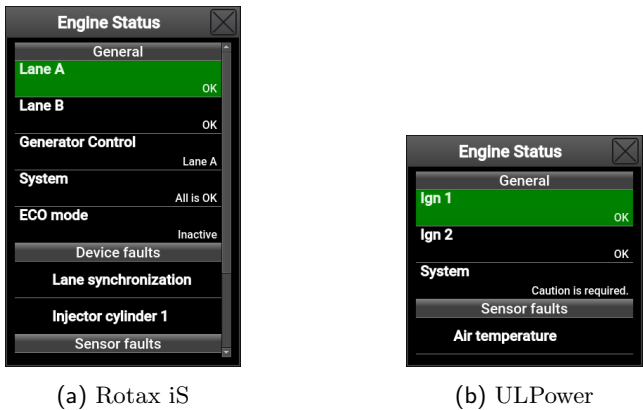 Engine Status
General
Lane A
OK
Lane B
OK
Generator Control
Lane A
System
All is OK
ECO mode
Inactive
Device faults
Lane synchronization
Injector cylinder 1
Sensor faults
(a) Rotax iS
Engine Status
General
Ign 1
OK
Ign 2
OK
System
Caution is required.
Sensor faults
Air temperature
(b) ULPower